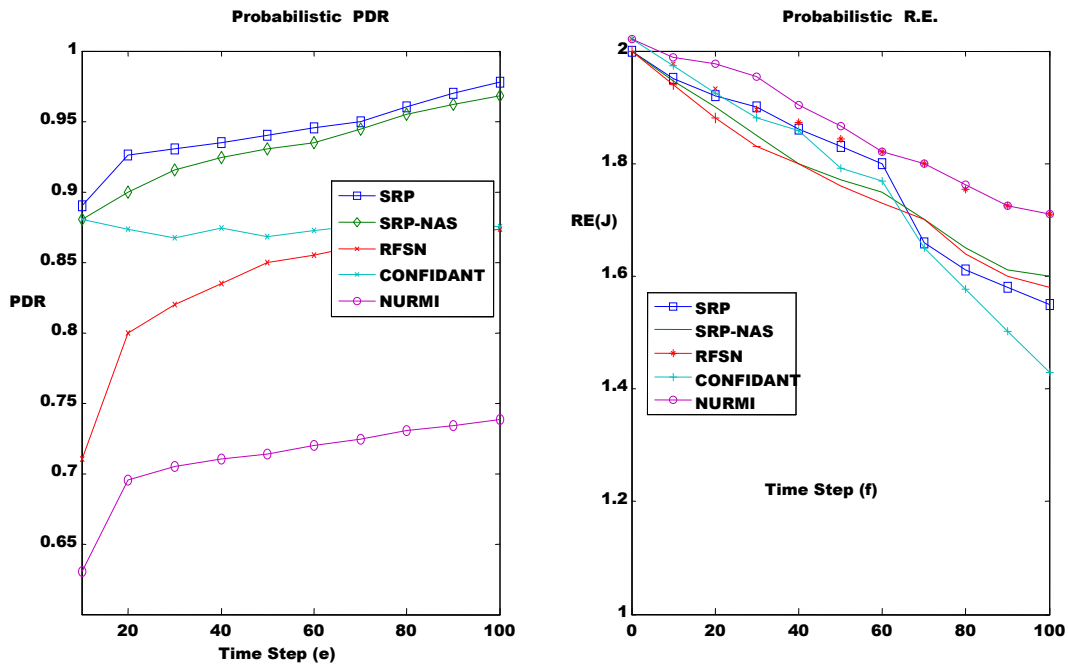 Probabilistic PDR
1
0.95
0.9
0.85
0.8
0.75
0.7
0.65
PDR
SRP
SRP-NAS
RFSN
CONFIDANT
NURMI
20
40
60
80
100
Time Step (e)
Probabilistic R.E.
2
1.8
1.6
1.4
1.2
1
RE(J)
SRP
SRP-NAS
RFSN
CONFIDANT
NURMI
Time Step (f)
0
20
40
60
80
100